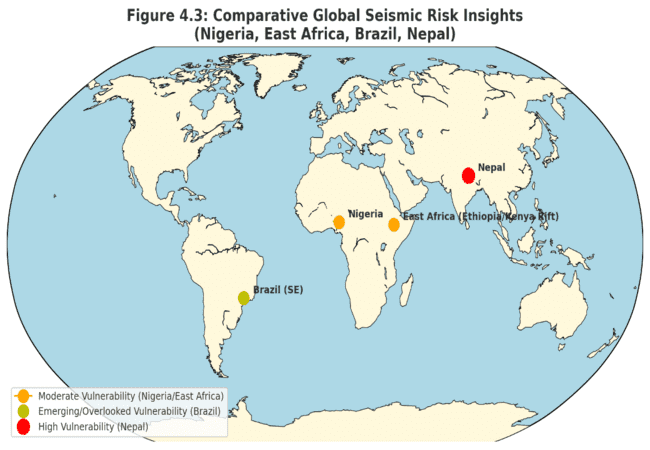 Figure 4.3: Comparative Global Seismic Risk Insights
(Nigeria, East Africa, Brazil, Nepal)
Nepal
Nigeria
East Africa (Ethiopia/Kenya Rift)
Brazil (SE)
Moderate Vulnerability (Nigeria/East Africa)
Emerging/Overlooked Vulnerability (Brazil)
High Vulnerability (Nepal)